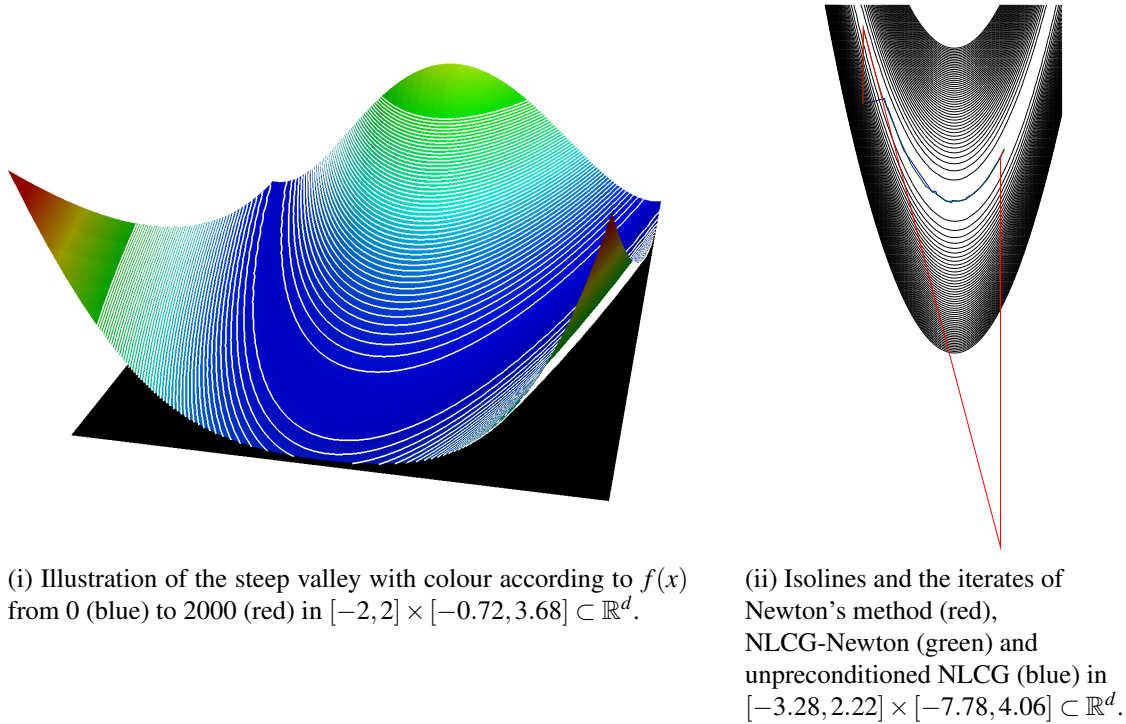 (i) Illustration of the steep valley with colour according to f(x)
from 0 (blue) to 2000 (red) in [−2,2] × [−0.72,3.68] ⊂ ℝᵈ.
(ii) Isolines and the iterates of
Newton's method (red),
NLCG-Newton (green) and
unpreconditioned NLCG (blue) in
[−3.28,2.22] × [−7.78,4.06] ⊂ ℝᵈ.